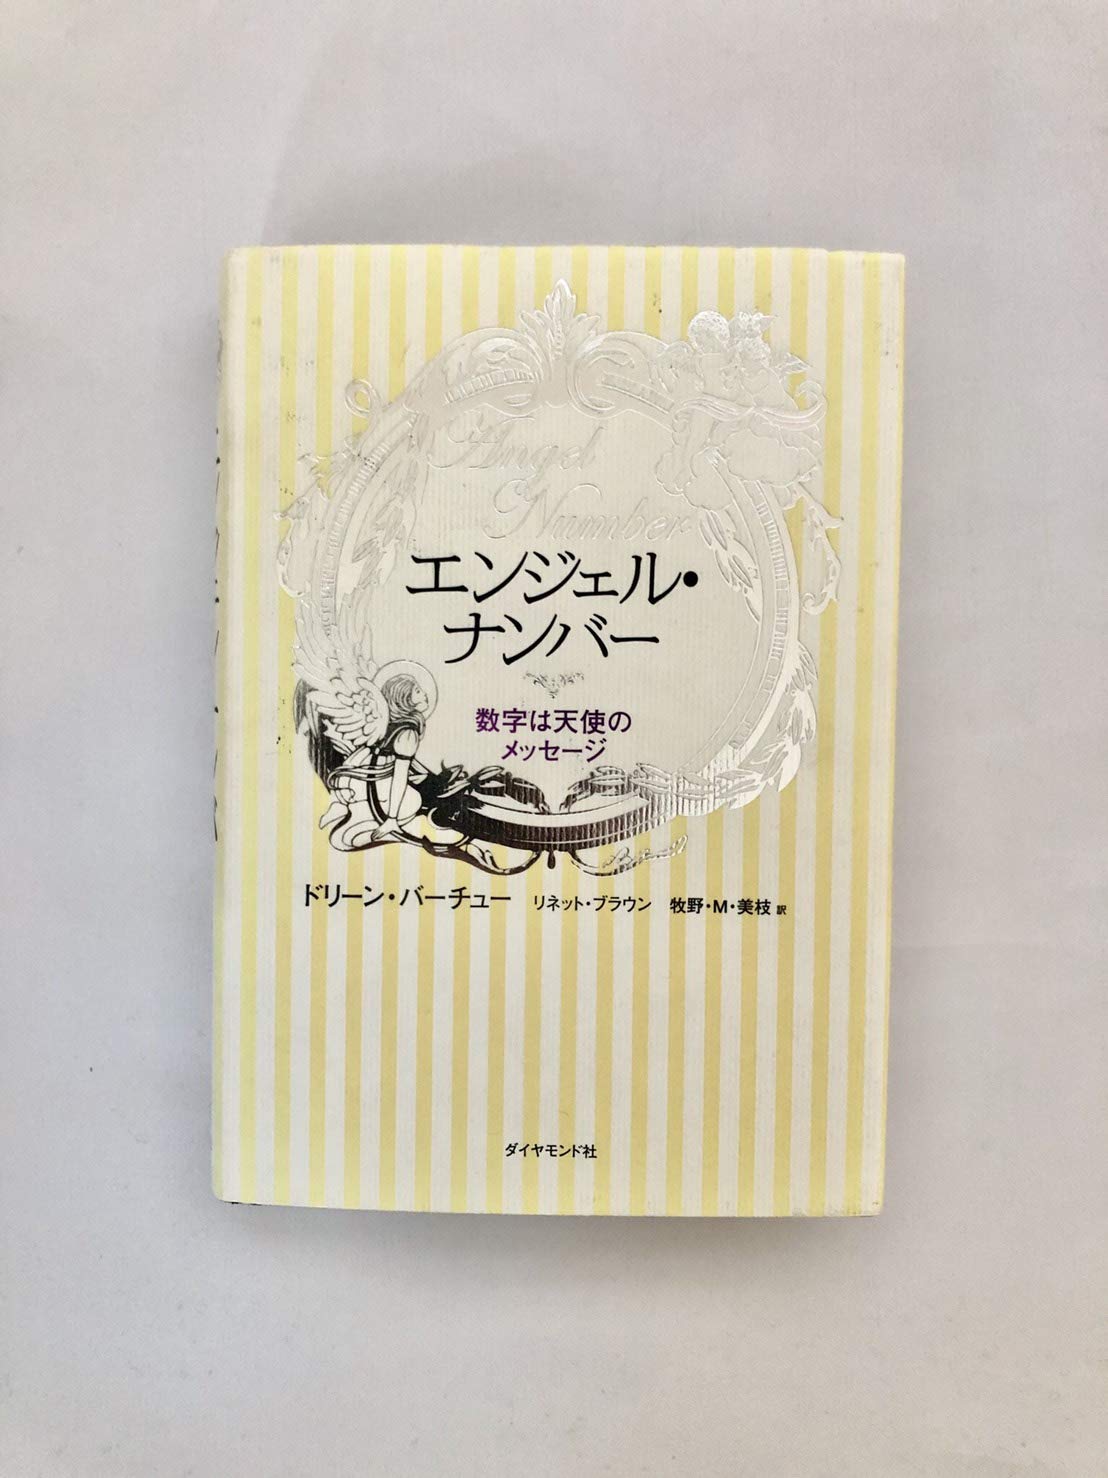 Angel
Number
エンジェル・
ナンバー
数字は天使の
メッセージ
ドリーン・バーチュー リネット・ブラウン 牧野・M・美枝 訳
ダイヤモンド社